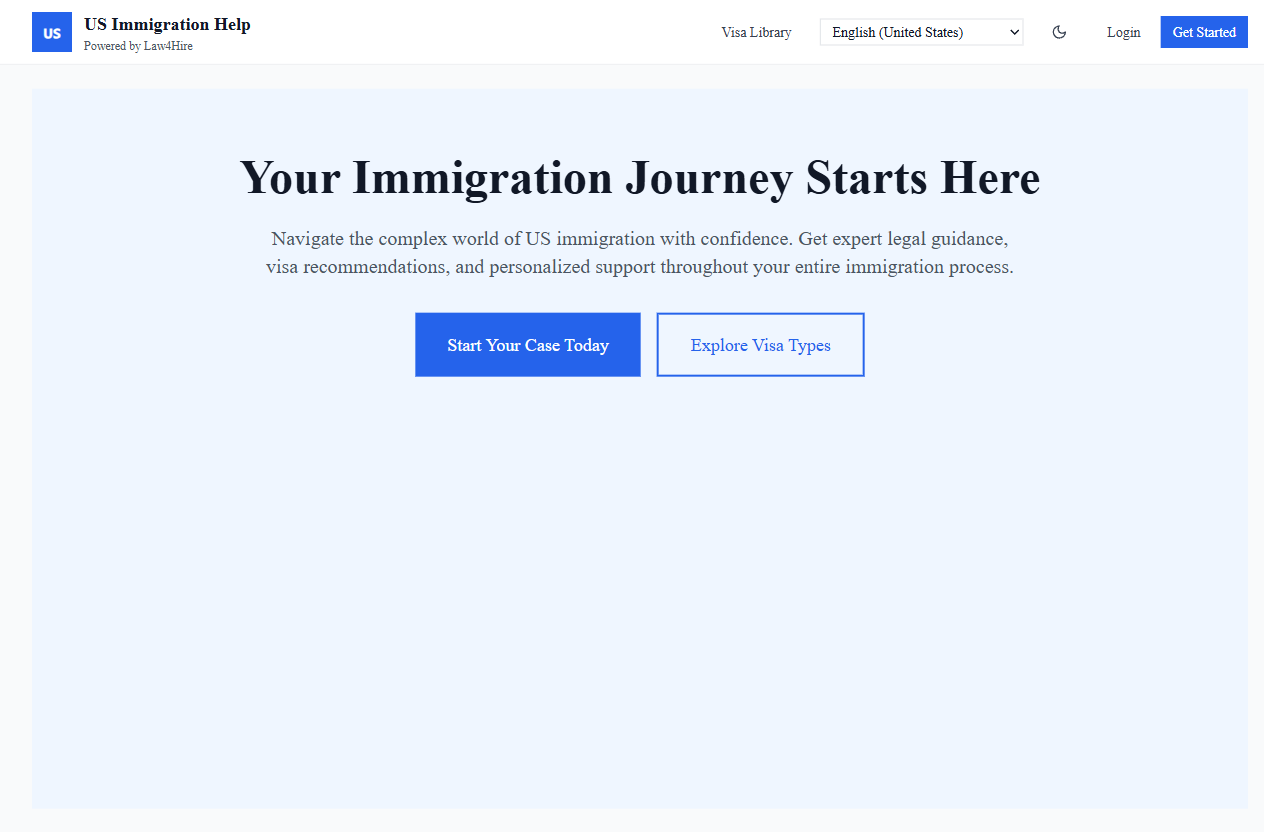 US
US Immigration Help
Powered by Law4Hire
Visa Library
English (United States)
Login
Get Started
Your Immigration Journey Starts Here
Navigate the complex world of US immigration with confidence. Get expert legal guidance,
visa recommendations, and personalized support throughout your entire immigration process.
Start Your Case Today
Explore Visa Types